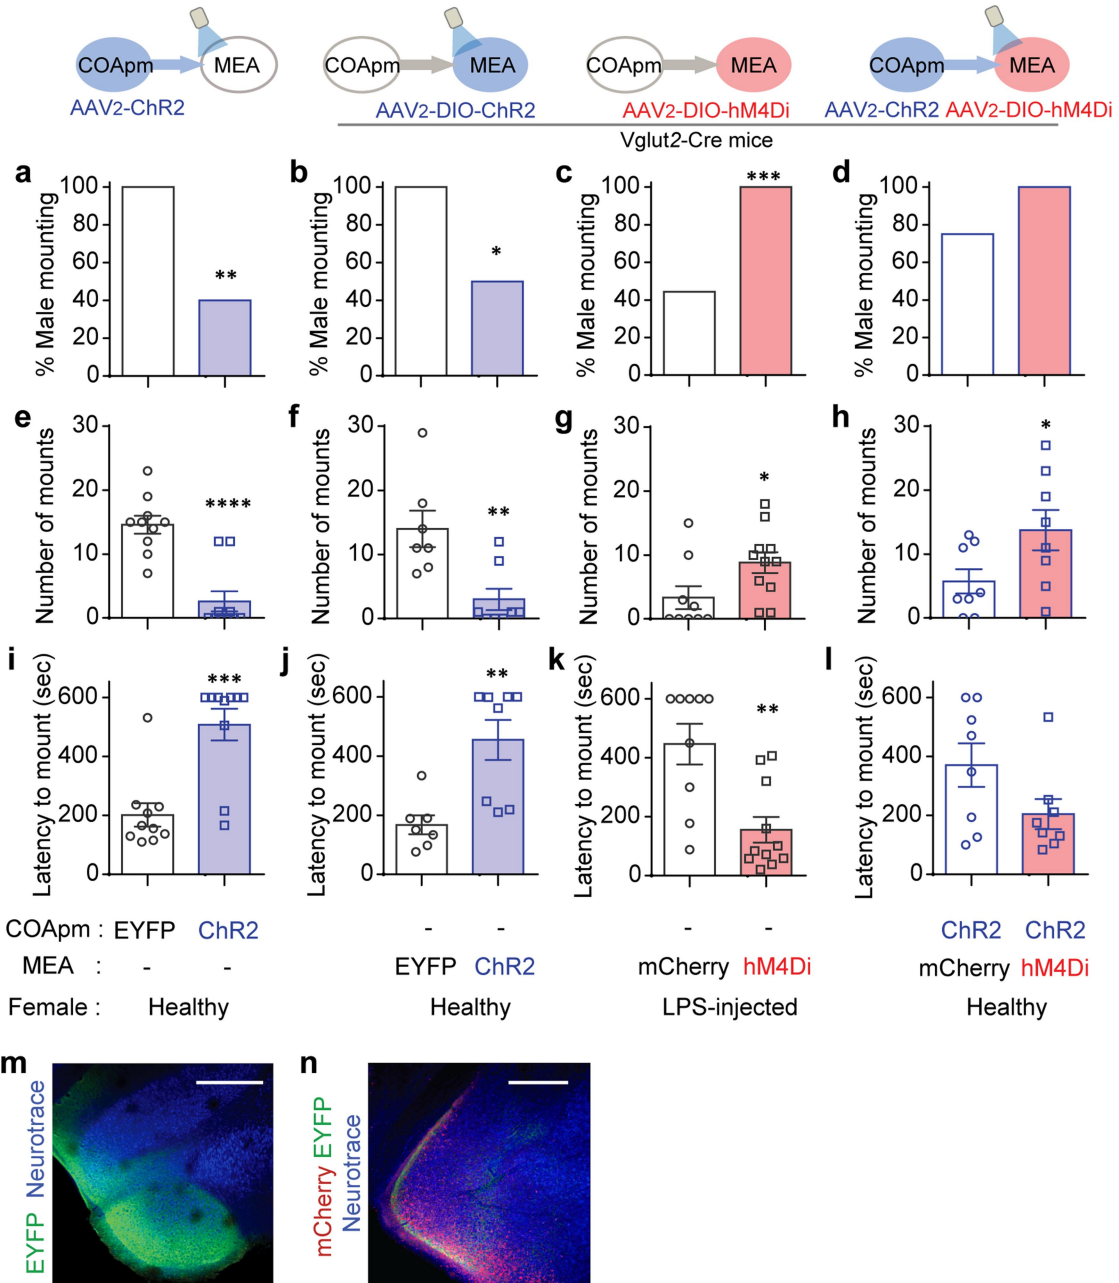 COApm MEA COApm MEA COApm MEA COApm MEA
AAV2-ChR2 AAV2-DIO-ChR2 AAV2-DIO-hM4Di AAV2-ChR2 AAV2-DIO-hM4Di
Vglut2-Cre mice
a b c d
% Male mounting
100
80
60
40
20
0
**
% Male mounting
100
80
60
40
20
0
*
% Male mounting
100
80
60
40
20
0
***
% Male mounting
100
80
60
40
20
0
e f g h
Number of mounts
30
20
10
0
****
Number of mounts
30
20
10
0
**
Number of mounts
30
20
10
0
*
Number of mounts
30
20
10
0
*
i j k l
Latency to mount (sec)
600
400
200
0
***
Latency to mount (sec)
600
400
200
0
**
Latency to mount (sec)
600
400
200
0
**
Latency to mount (sec)
600
400
200
0
COApm : EYFP ChR2 - - - - ChR2 ChR2
MEA : - - EYFP ChR2 mCherry hM4Di mCherry hM4Di
Female : Healthy Healthy LPS-injected Healthy
m n
EYFP Neurotrace
mCherry EYFP
Neurotrace